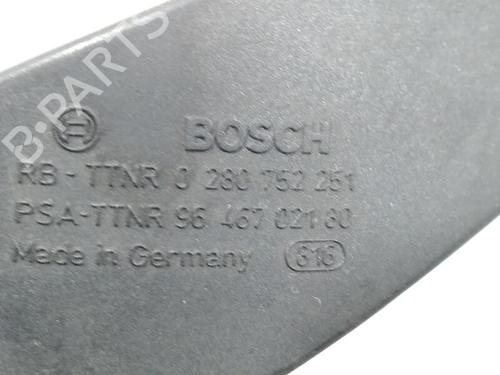 B-PARTS
BOSCH
RB - TTNR 0 280 752 251
PSA-TTNR 96 467 021 80
Made in Germany 816